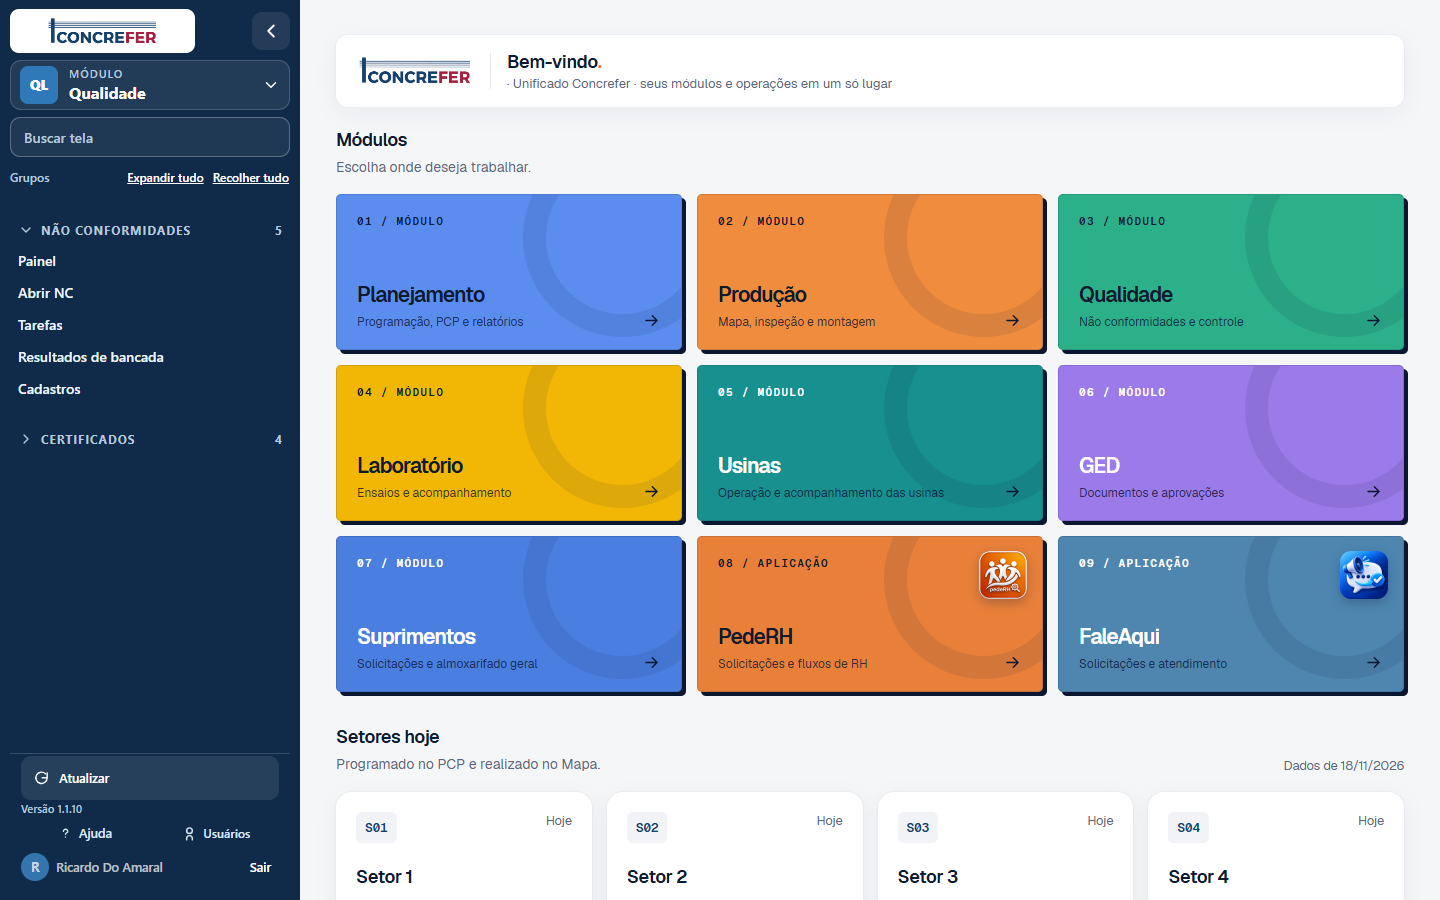 CONCREFER
QL
MÓDULO
Qualidade
Buscar tela
Grupos
Expandir tudo
Recolher tudo
NÃO CONFORMIDADES
5
Painel
Abrir NC
Tarefas
Resultados de bancada
Cadastros
CERTIFICADOS
4
Atualizar
Versão 1.1.10
? Ajuda
Usuários
R
Ricardo Do Amaral
Sair
CONCREFER
Bem-vindo.
· Unificado Concrefer · seus módulos e operações em um só lugar
Módulos
Escolha onde deseja trabalhar.
01 / MÓDULO
Planejamento
Programação, PCP e relatórios
02 / MÓDULO
Produção
Mapa, inspeção e montagem
03 / MÓDULO
Qualidade
Não conformidades e controle
04 / MÓDULO
Laboratório
Ensaios e acompanhamento
05 / MÓDULO
Usinas
Operação e acompanhamento das usinas
06 / MÓDULO
GED
Documentos e aprovações
07 / MÓDULO
Suprimentos
Solicitações e almoxarifado geral
08 / APLICAÇÃO
pedeRH
PedeRH
Solicitações e fluxos de RH
09 / APLICAÇÃO
FaleAqui
Solicitações e atendimento
Setores hoje
Programado no PCP e realizado no Mapa.
Dados de 18/11/2026
S01
Hoje
Setor 1
S02
Hoje
Setor 2
S03
Hoje
Setor 3
S04
Hoje
Setor 4